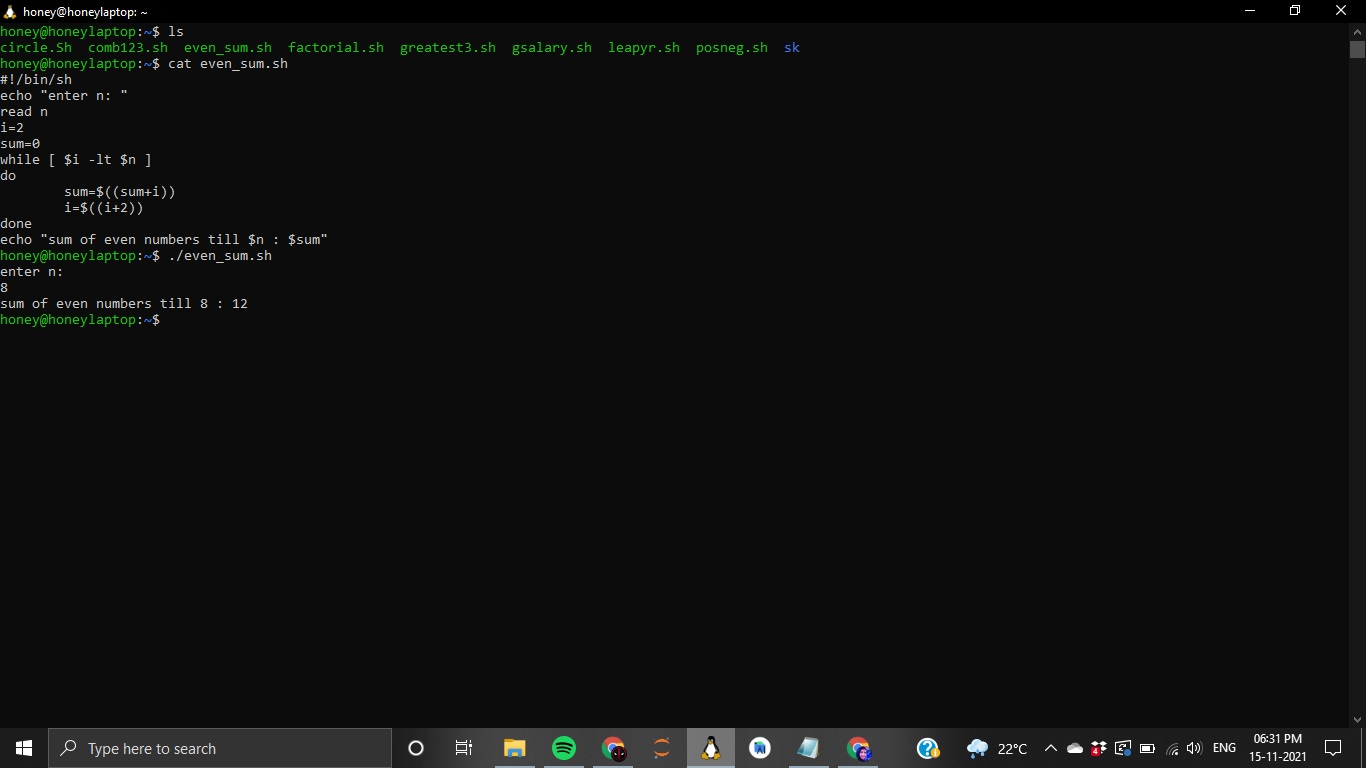 honey@honeylaptop: ~
honey@honeylaptop:~$ ls
circle.Sh  comb123.sh  even_sum.sh  factorial.sh  greatest3.sh  gsalary.sh  leapyr.sh  posneg.sh  sk
honey@honeylaptop:~$ cat even_sum.sh
#!/bin/sh
echo "enter n: "
read n
i=2
sum=0
while [ $i -lt $n ]
do
        sum=$((sum+i))
        i=$((i+2))
done
echo "sum of even numbers till $n : $sum"
honey@honeylaptop:~$ ./even_sum.sh
enter n:
8
sum of even numbers till 8 : 12
honey@honeylaptop:~$
Type here to search
22°C
4
ENG
06:31 PM
15-11-2021